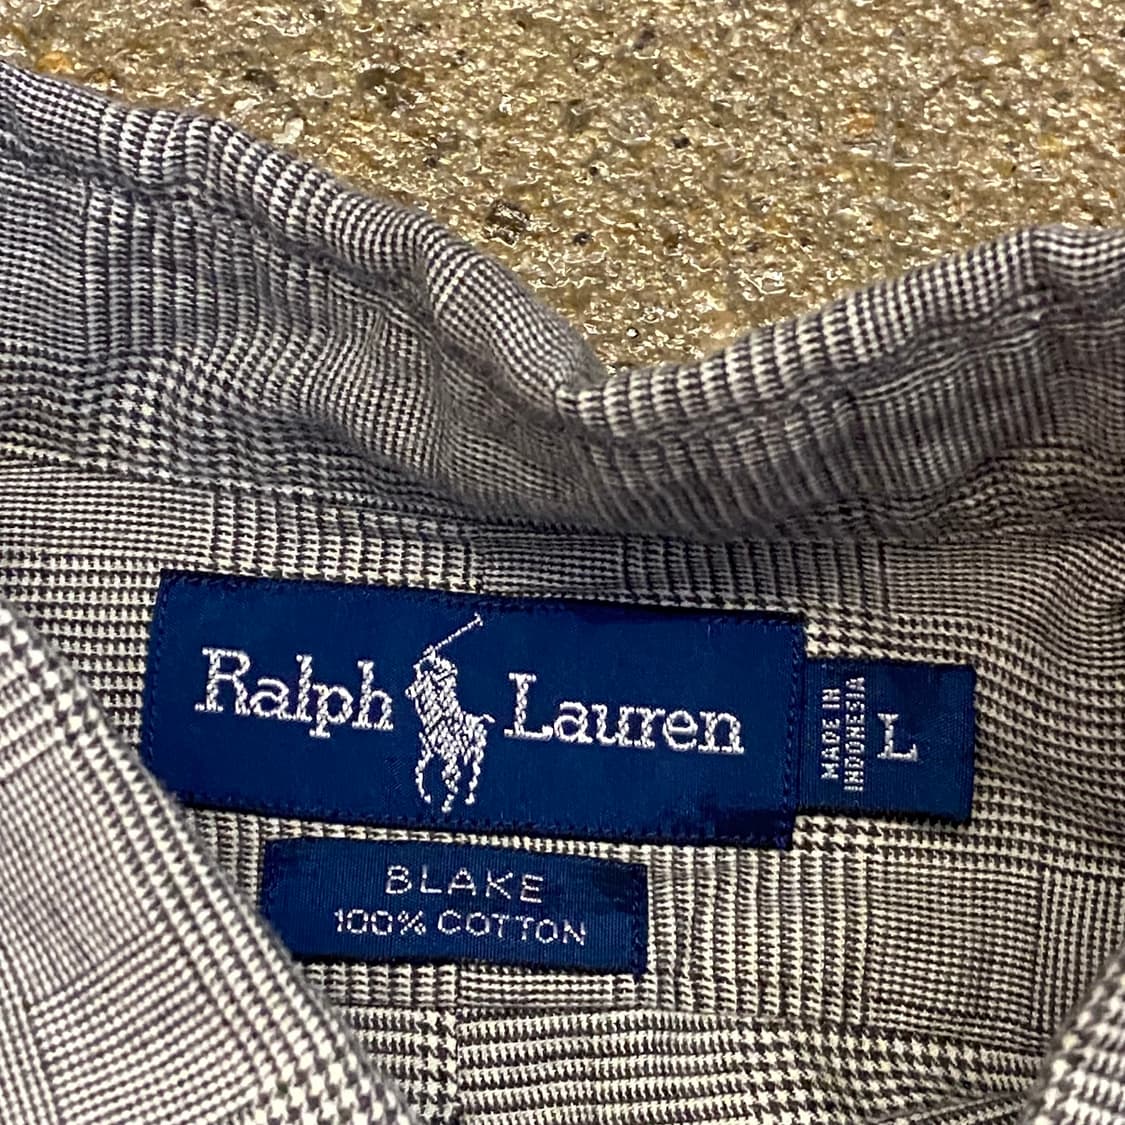 Ralph Lauren
MADE IN
INDONESIA
L
BLAKE
100% COTTON